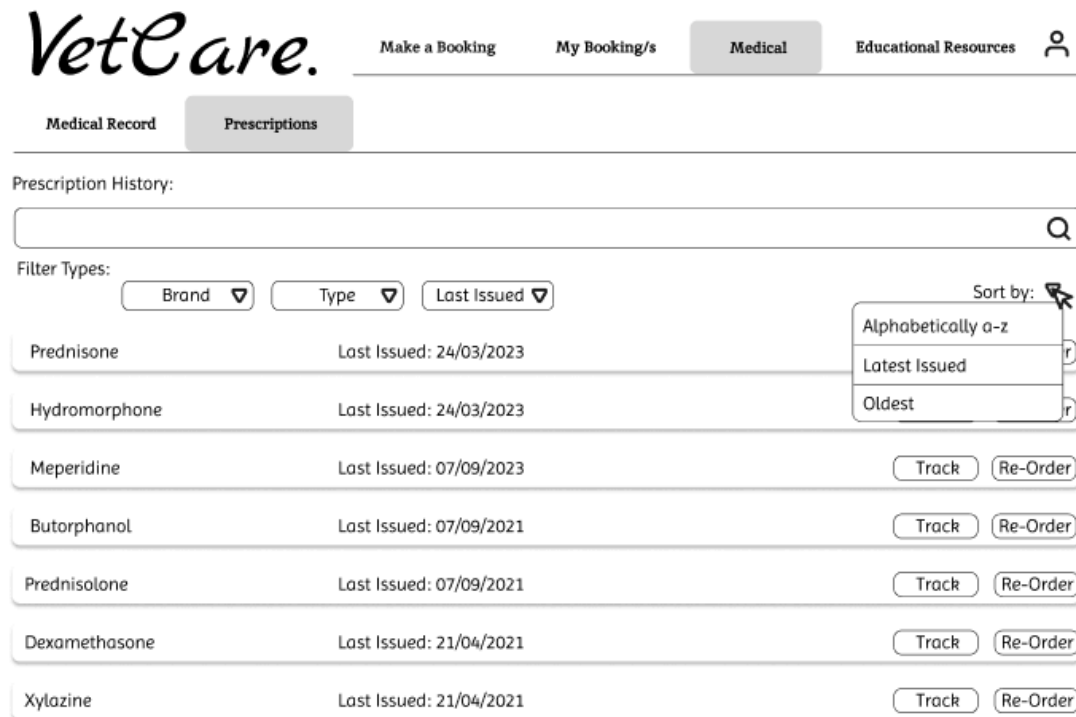 VetCare.
Make a Booking My Booking/s Medical Educational Resources
Medical Record Prescriptions
Prescription History:
Filter Types:
Brand Type Last Issued Sort by:
Alphabetically a-z
Latest Issued
Oldest
Prednisone Last Issued: 24/03/2023
Hydromorphone Last Issued: 24/03/2023
Meperidine Last Issued: 07/09/2023 Track Re-Order
Butorphanol Last Issued: 07/09/2021 Track Re-Order
Prednisolone Last Issued: 07/09/2021 Track Re-Order
Dexamethasone Last Issued: 21/04/2021 Track Re-Order
Xylazine Last Issued: 21/04/2021 Track Re-Order